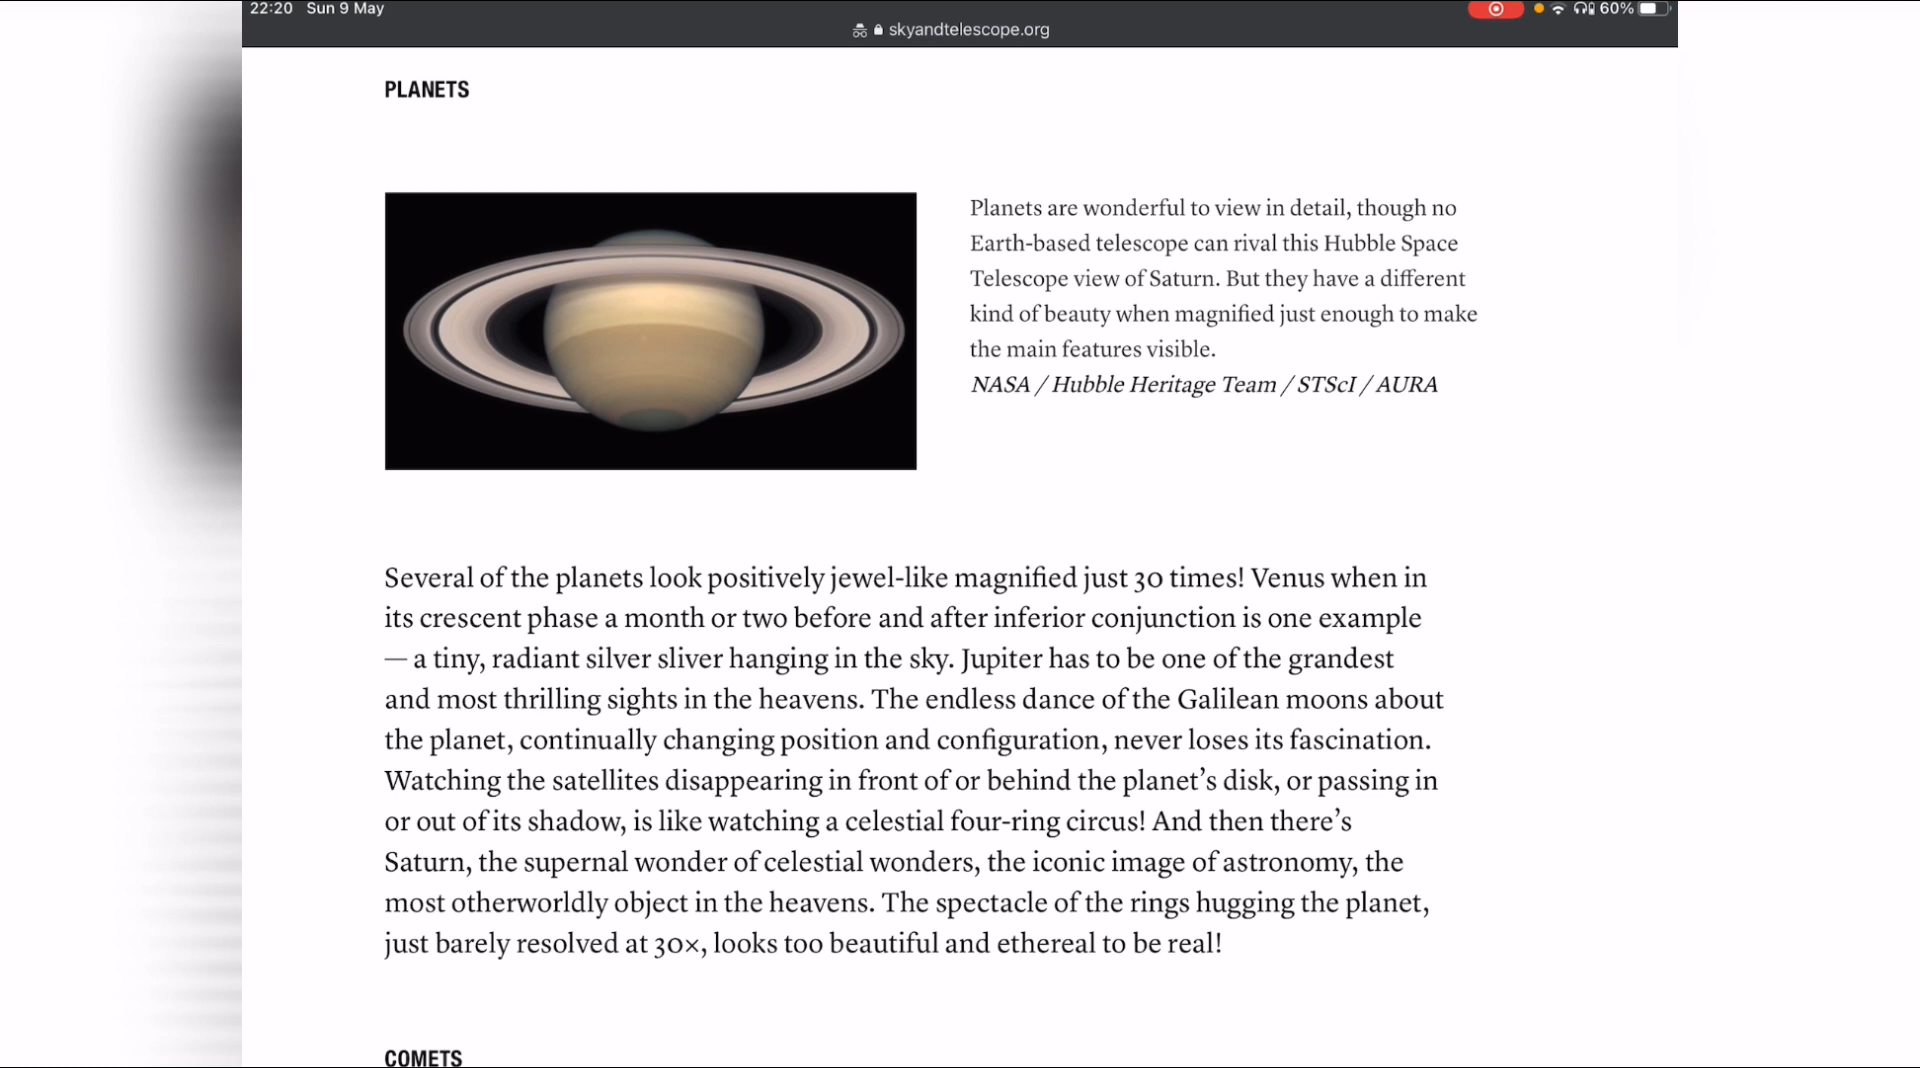 22:20 Sun 9 May
60%
skyandtelescope.org
PLANETS
Planets are wonderful to view in detail, though no
Earth-based telescope can rival this Hubble Space
Telescope view of Saturn. But they have a different
kind of beauty when magnified just enough to make
the main features visible.
NASA / Hubble Heritage Team / STScI / AURA
Several of the planets look positively jewel-like magnified just 30 times! Venus when in
its crescent phase a month or two before and after inferior conjunction is one example
— a tiny, radiant silver sliver hanging in the sky. Jupiter has to be one of the grandest
and most thrilling sights in the heavens. The endless dance of the Galilean moons about
the planet, continually changing position and configuration, never loses its fascination.
Watching the satellites disappearing in front of or behind the planet’s disk, or passing in
or out of its shadow, is like watching a celestial four-ring circus! And then there’s
Saturn, the supernal wonder of celestial wonders, the iconic image of astronomy, the
most otherworldly object in the heavens. The spectacle of the rings hugging the planet,
just barely resolved at 30×, looks too beautiful and ethereal to be real!
COMETS